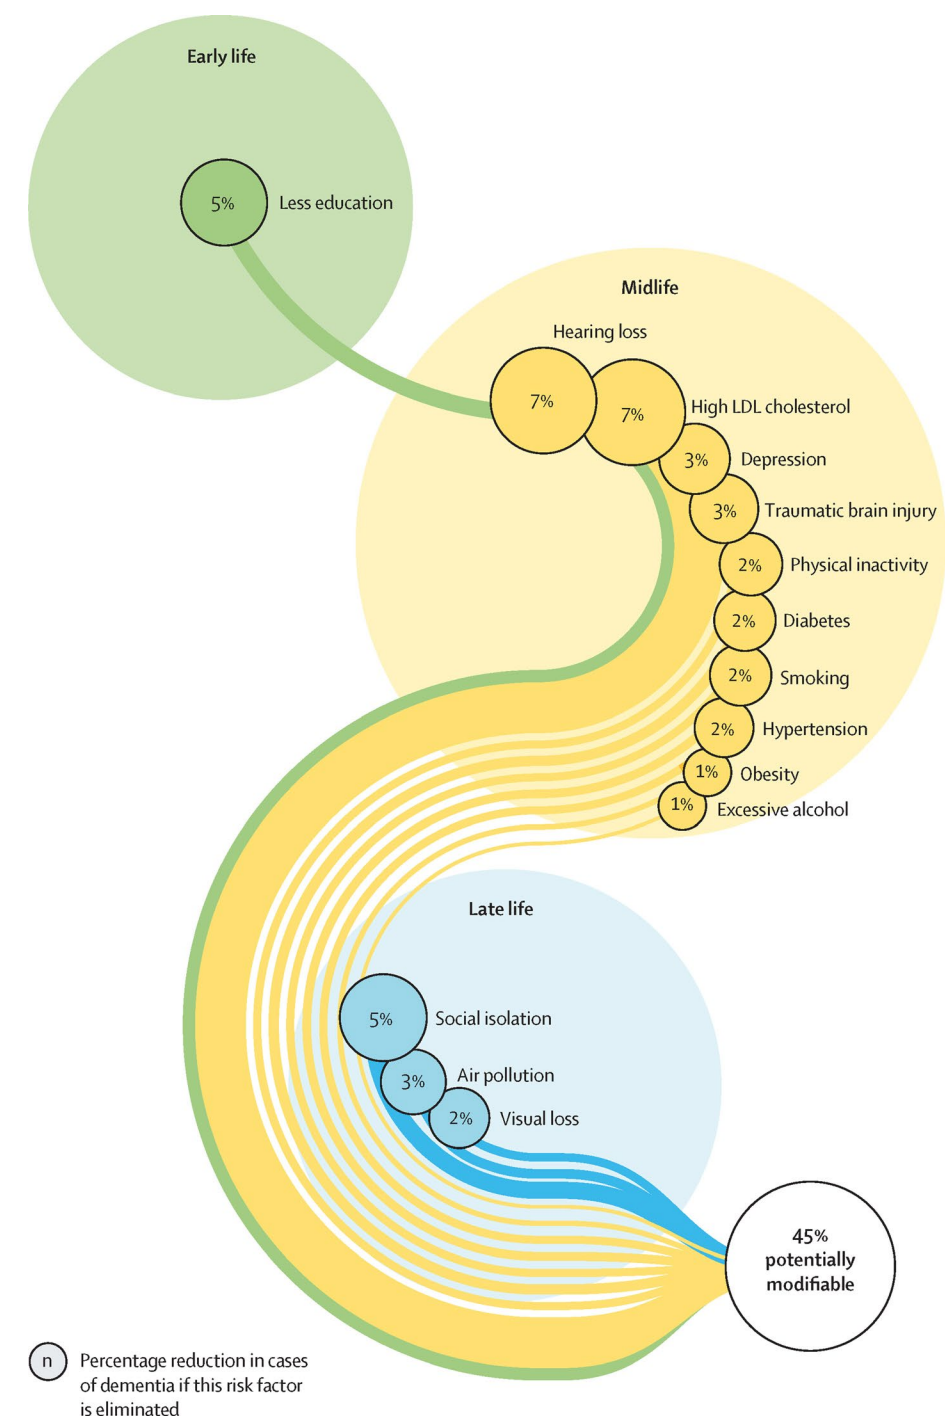 Early life
5%
Less education
Midlife
Hearing loss
7%
7%
High LDL cholesterol
3%
Depression
3%
Traumatic brain injury
2%
Physical inactivity
2%
Diabetes
2%
Smoking
2%
Hypertension
1%
Obesity
1%
Excessive alcohol
Late life
5%
Social isolation
3%
Air pollution
2%
Visual loss
45%
potentially
modifiable
n
Percentage reduction in cases
of dementia if this risk factor
is eliminated